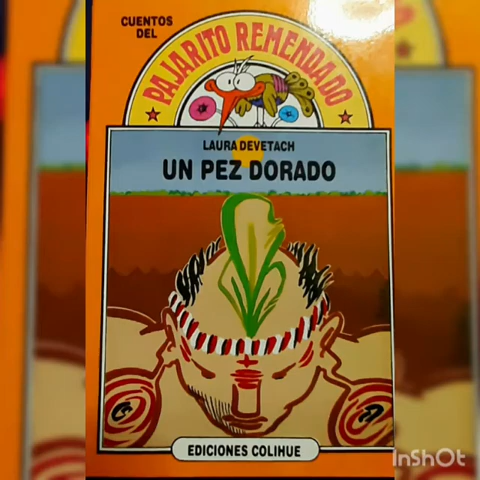 CUENTOS
DEL
PAJARITO REMENDADO
LAURA DEVETACH
UN PEZ DORADO
EDICIONES COLIHUE
InShOt